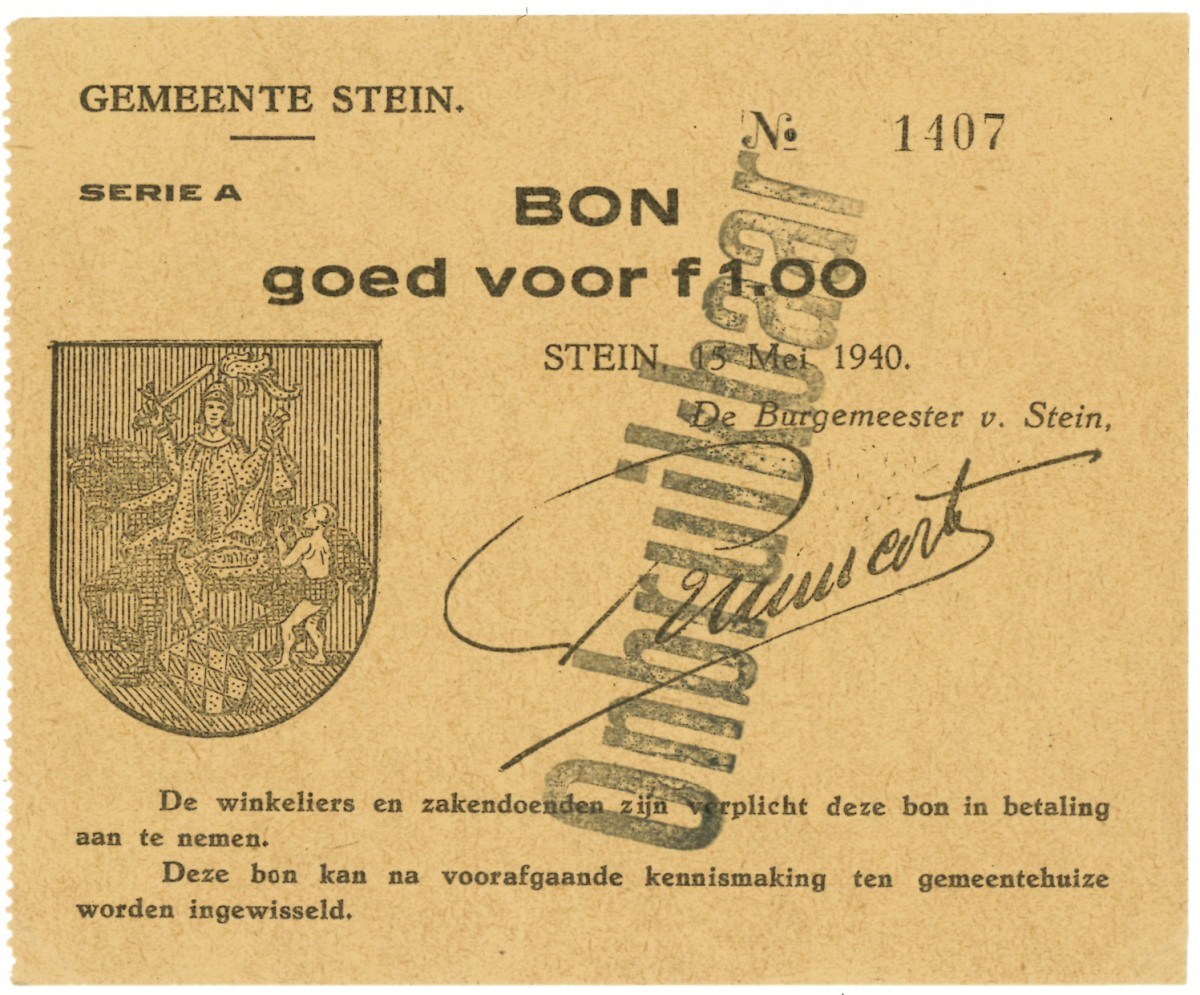 GEMEENTE STEIN.
No 1407
SERIE A
BON
goed voor f 1.00
STEIN, 15 Mei 1940.
De Burgemeester v. Stein,
onbruikbaar
De winkeliers en zakendoenden zijn verplicht deze bon in betaling
aan te nemen.
Deze bon kan na voorafgaande kennismaking ten gemeentehuize
worden ingewisseld.